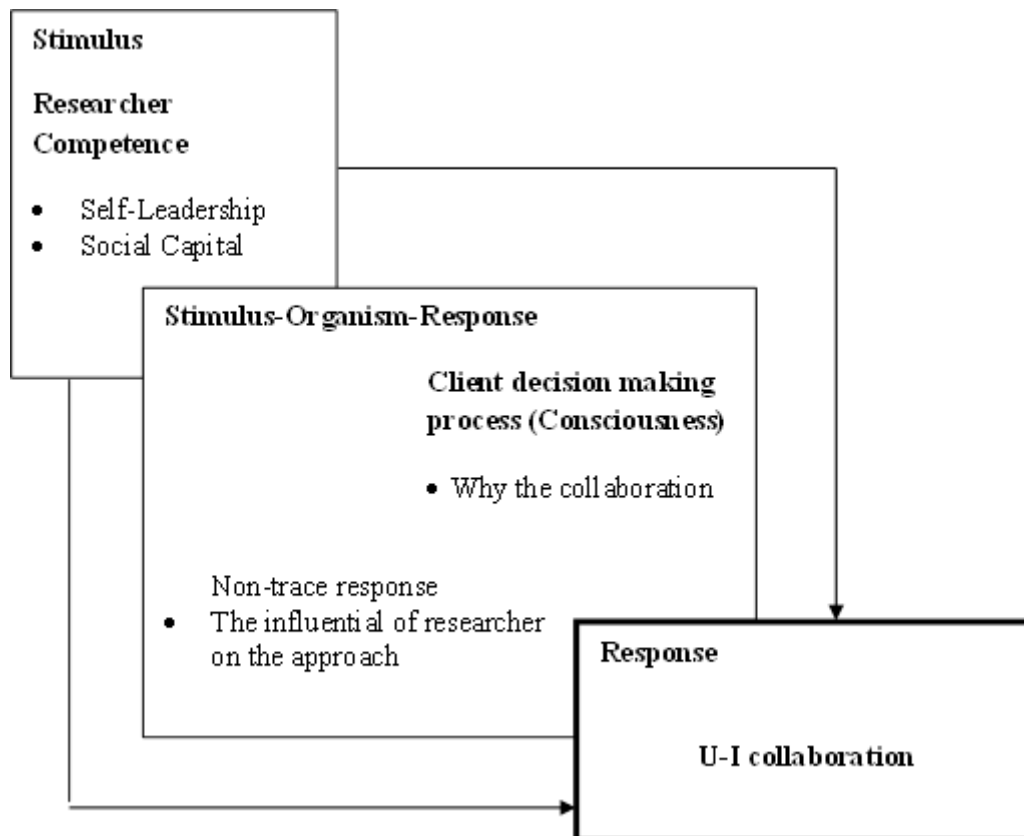 Stimulus
Researcher
Competence
• Self-Leadership
• Social Capital
Stimulus-Organism-Response
Client decision making
process (Consciousness)
• Why the collaboration
Non-trace response
• The influential of researcher
on the approach
Response
U-I collaboration